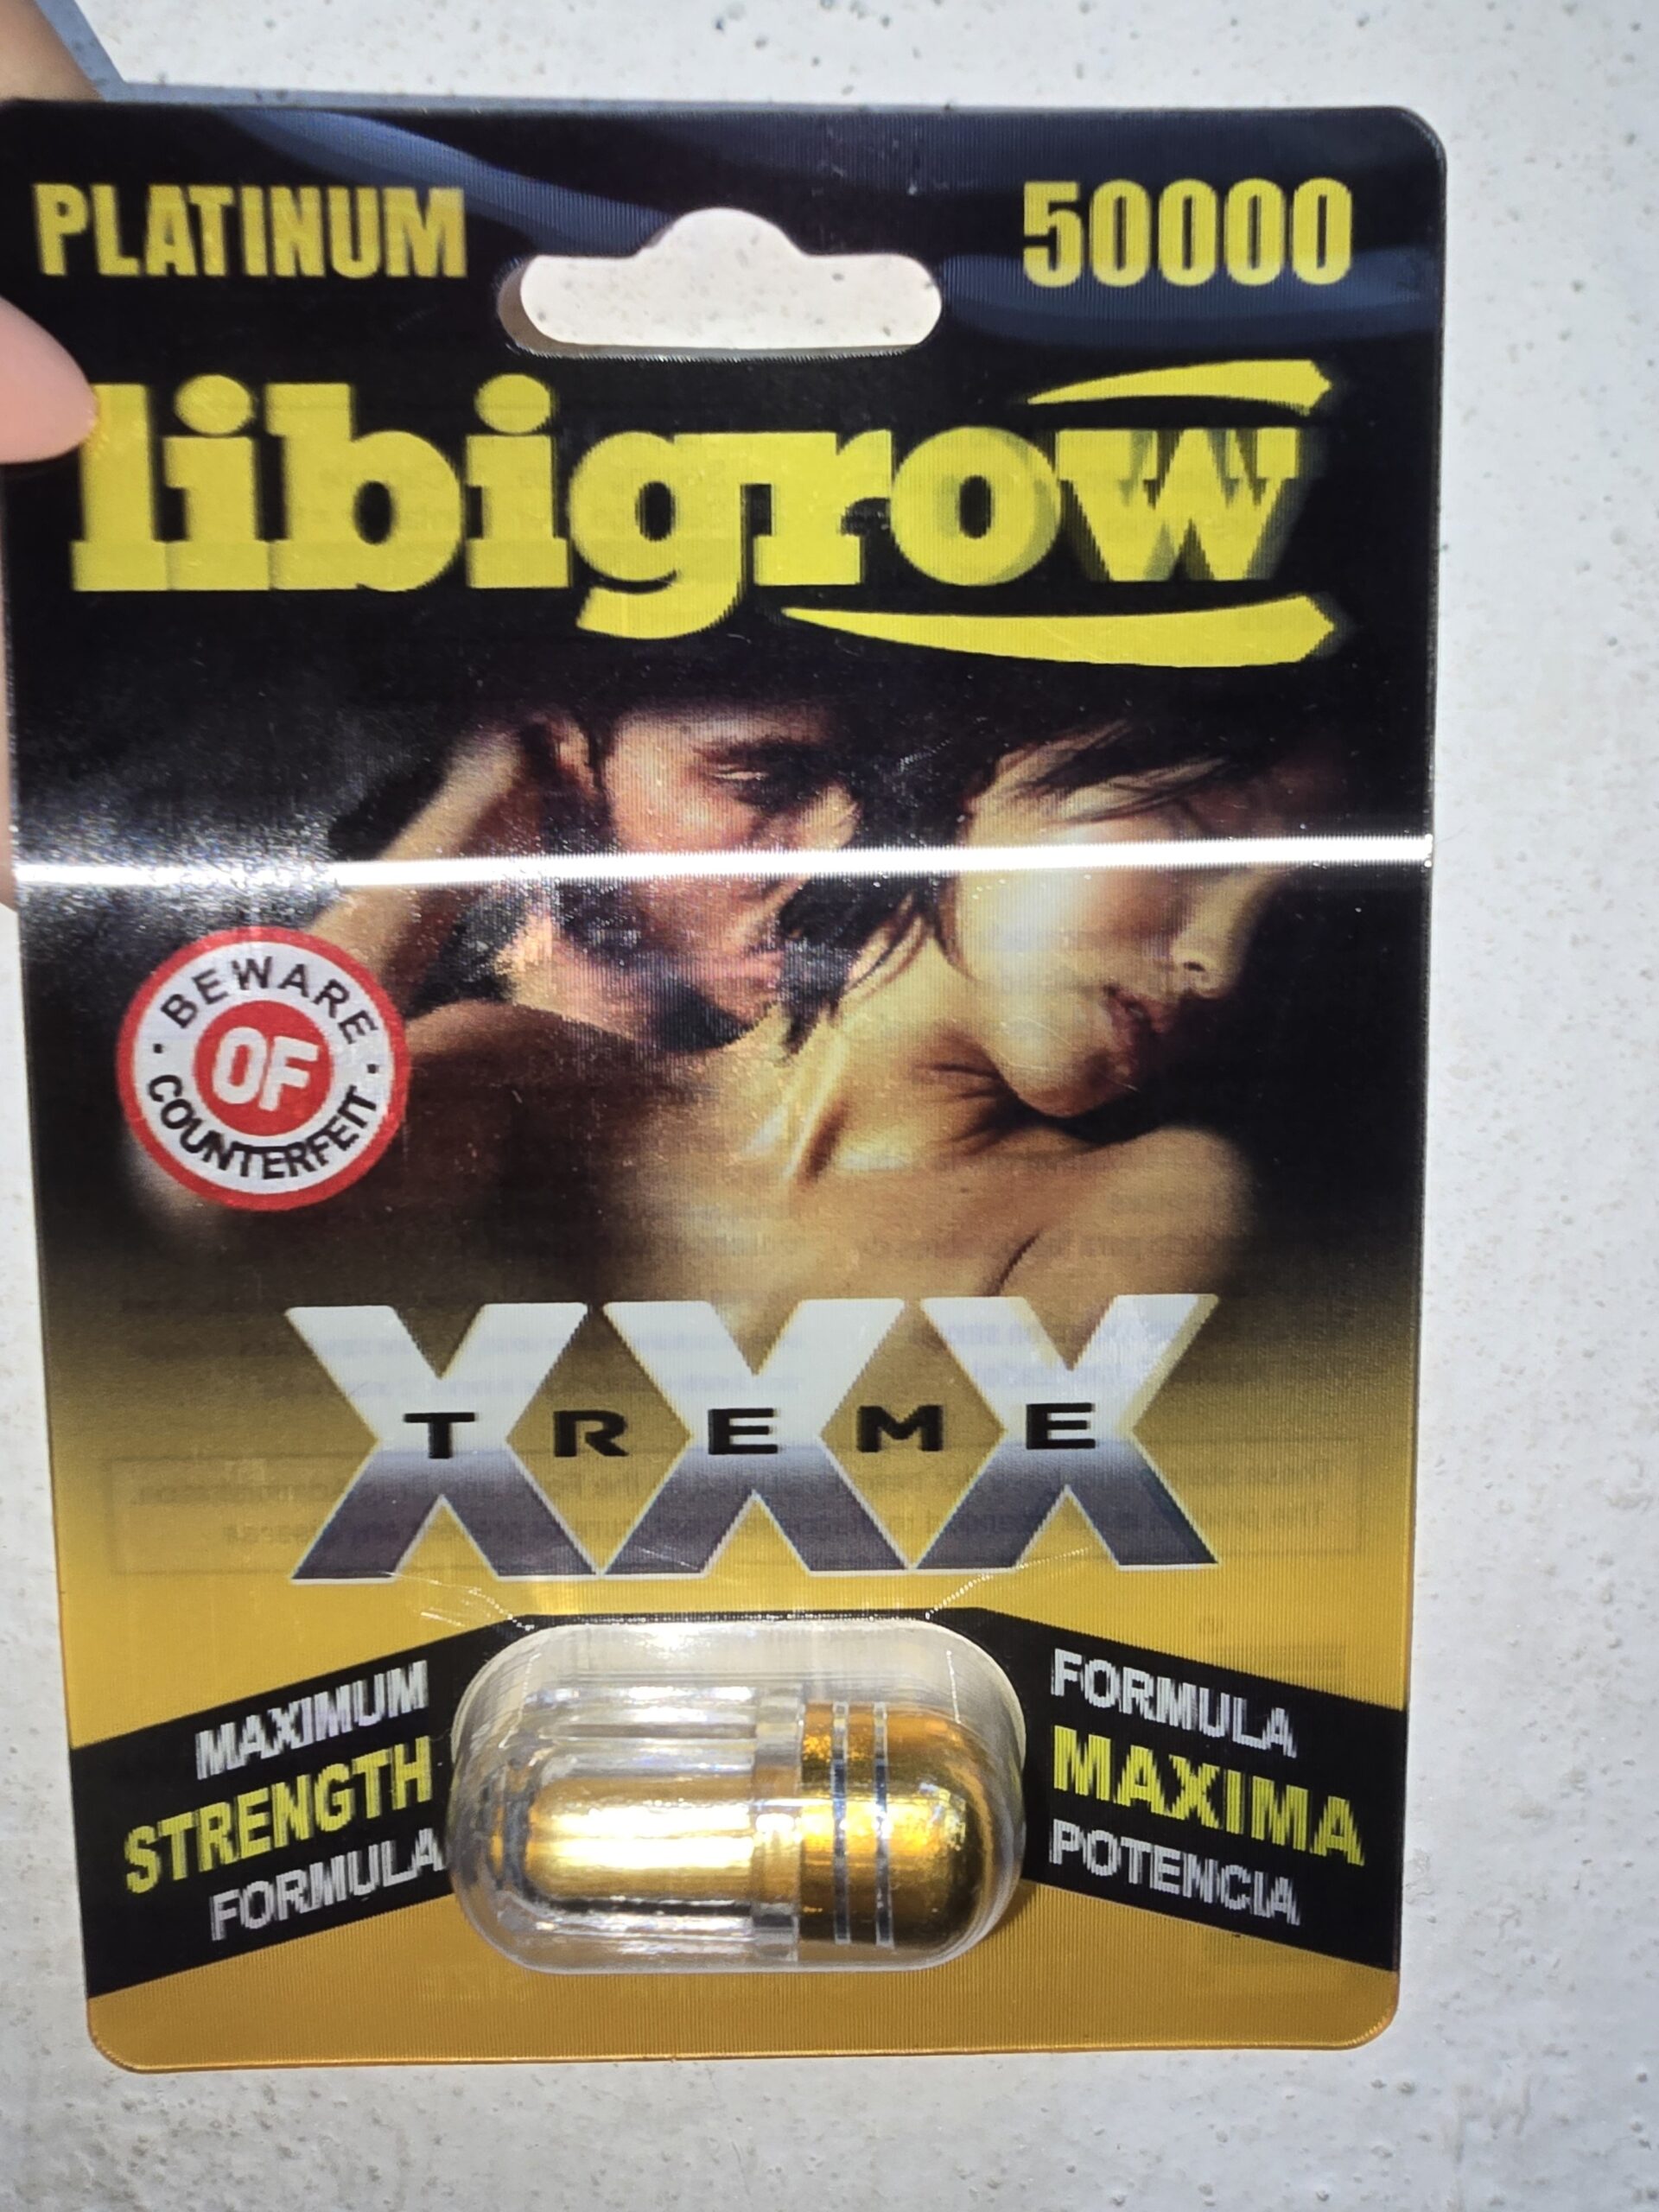 PLATINUM
50000
libigrow
BEWARE
OF
COUNTERFEIT
XXX
TREME
MAXIMUM
STRENGTH
FORMULA
FORMULA
MAXIMA
POTENCIA